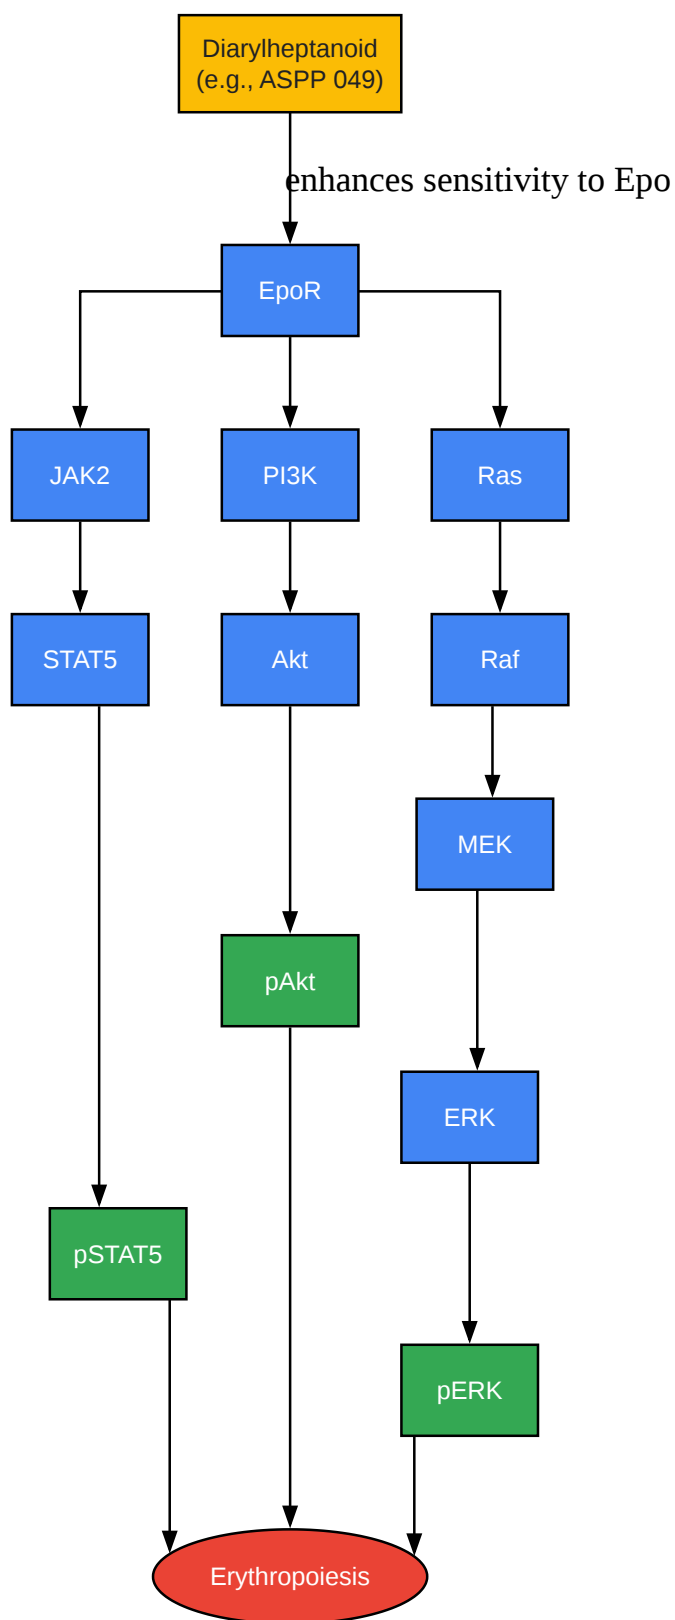 Diarylheptanoid
(e.g., ASPP 049)
enhances sensitivity to Epo
EpoR
JAK2
PI3K
Ras
STAT5
Akt
Raf
MEK
pAkt
ERK
pSTAT5
pERK
Erythropoiesis